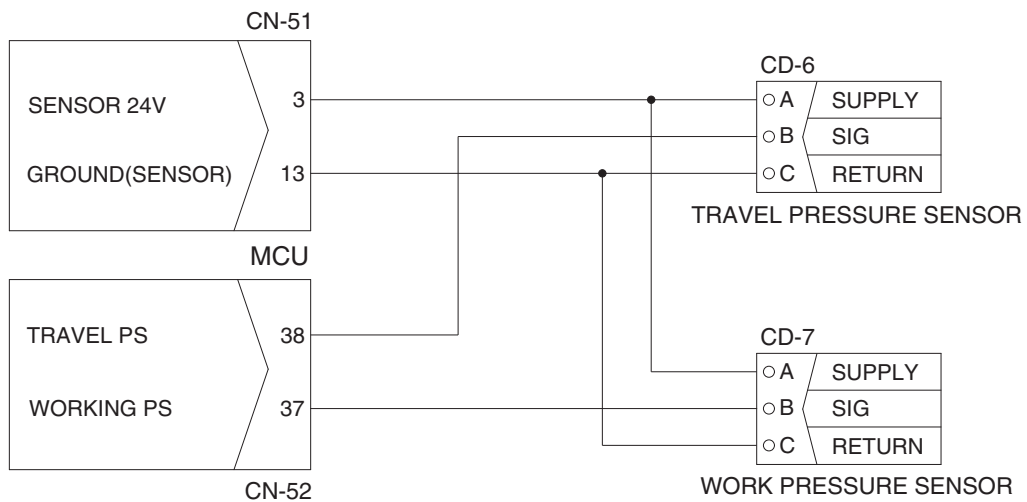 CN-51
SENSOR 24V 3
GROUND(SENSOR) 13
MCU
TRAVEL PS 38
WORKING PS 37
CN-52
CD-6
A SUPPLY
B SIG
C RETURN
TRAVEL PRESSURE SENSOR
CD-7
A SUPPLY
B SIG
C RETURN
WORK PRESSURE SENSOR